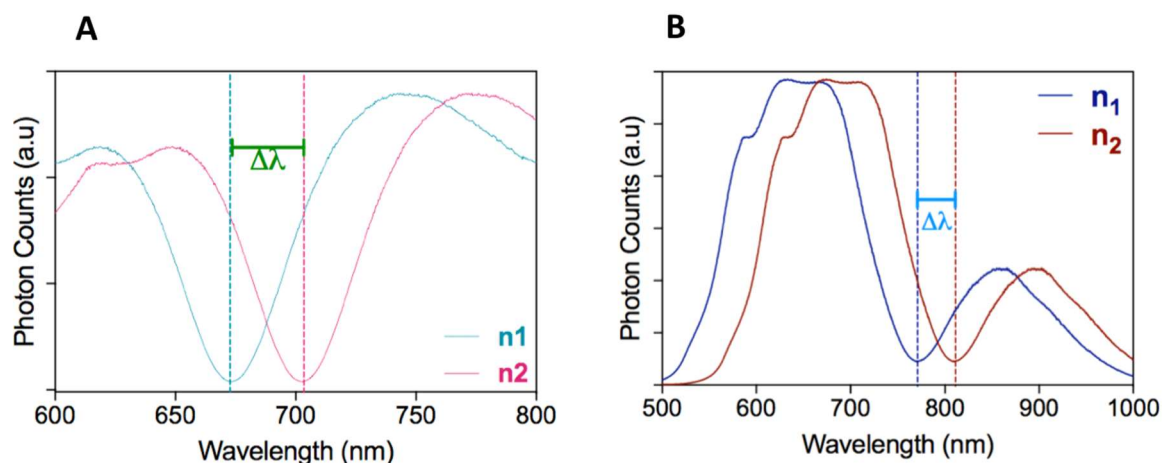 A
B
Photon Counts (a.u)
Δλ
n1
n2
600 650 700 750 800
Wavelength (nm)
Photon Counts (a.u)
Δλ
n1
n2
500 600 700 800 900 1000
Wavelength (nm)